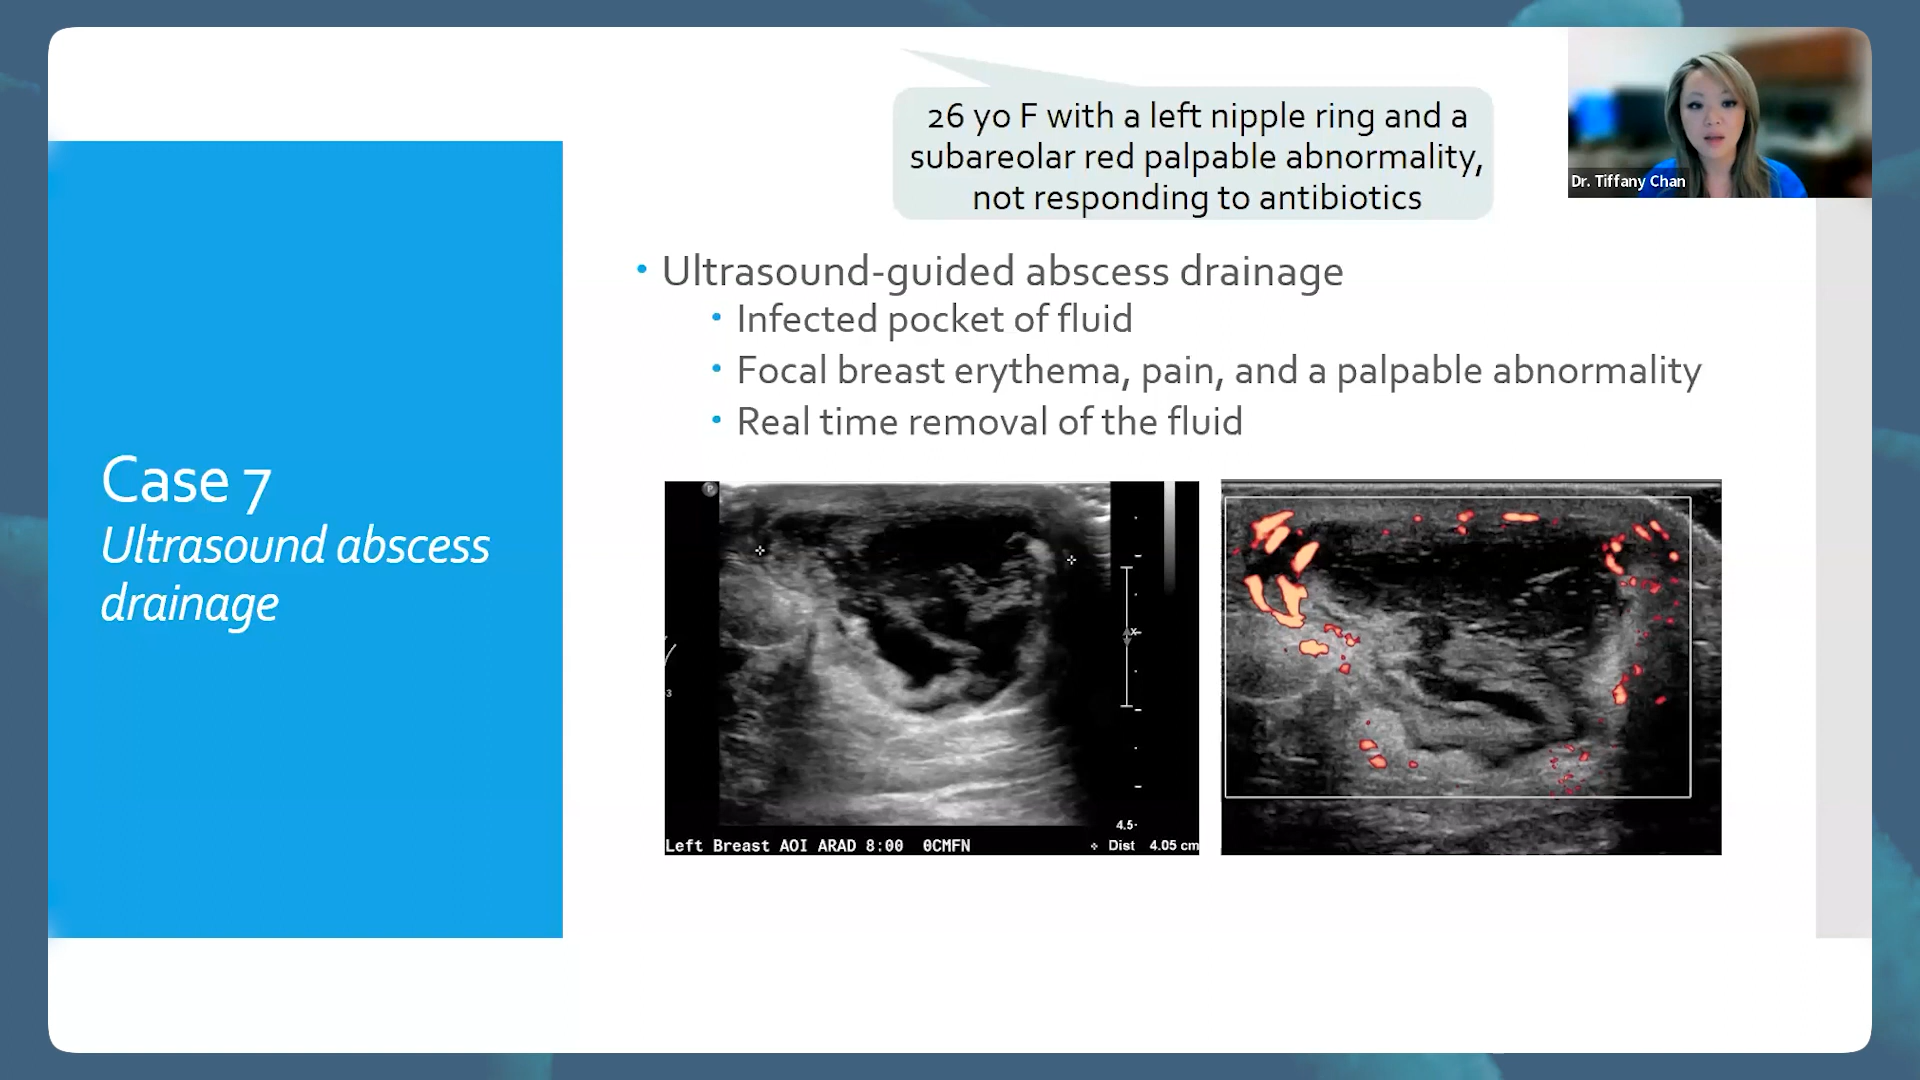 26 yo F with a left nipple ring and a
subareolar red palpable abnormality,
not responding to antibiotics
Dr. Tiffany Chan
• Ultrasound-guided abscess drainage
• Infected pocket of fluid
• Focal breast erythema, pain, and a palpable abnormality
• Real time removal of the fluid
Case 7
Ultrasound abscess
drainage
P
x
3
4.5
Left Breast AOI ARAD 8:00 0CMFN
Dist 4.05 cm